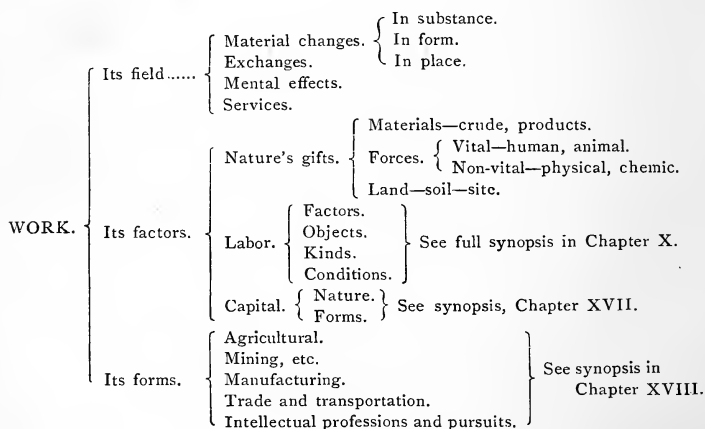 WORK.
Its field......
Material changes.
In substance.
In form.
In place.
Exchanges.
Mental effects.
Services.
Its factors.
Nature's gifts.
Materials—crude, products.
Forces.
Vital—human, animal.
Non-vital—physical, chemic.
Land—soil—site.
Labor.
Factors.
Objects.
Kinds.
Conditions.
See full synopsis in Chapter X.
Capital.
Nature.
Forms.
See synopsis, Chapter XVII.
Its forms.
Agricultural.
Mining, etc.
Manufacturing.
Trade and transportation.
Intellectual professions and pursuits.
See synopsis in
Chapter XVIII.